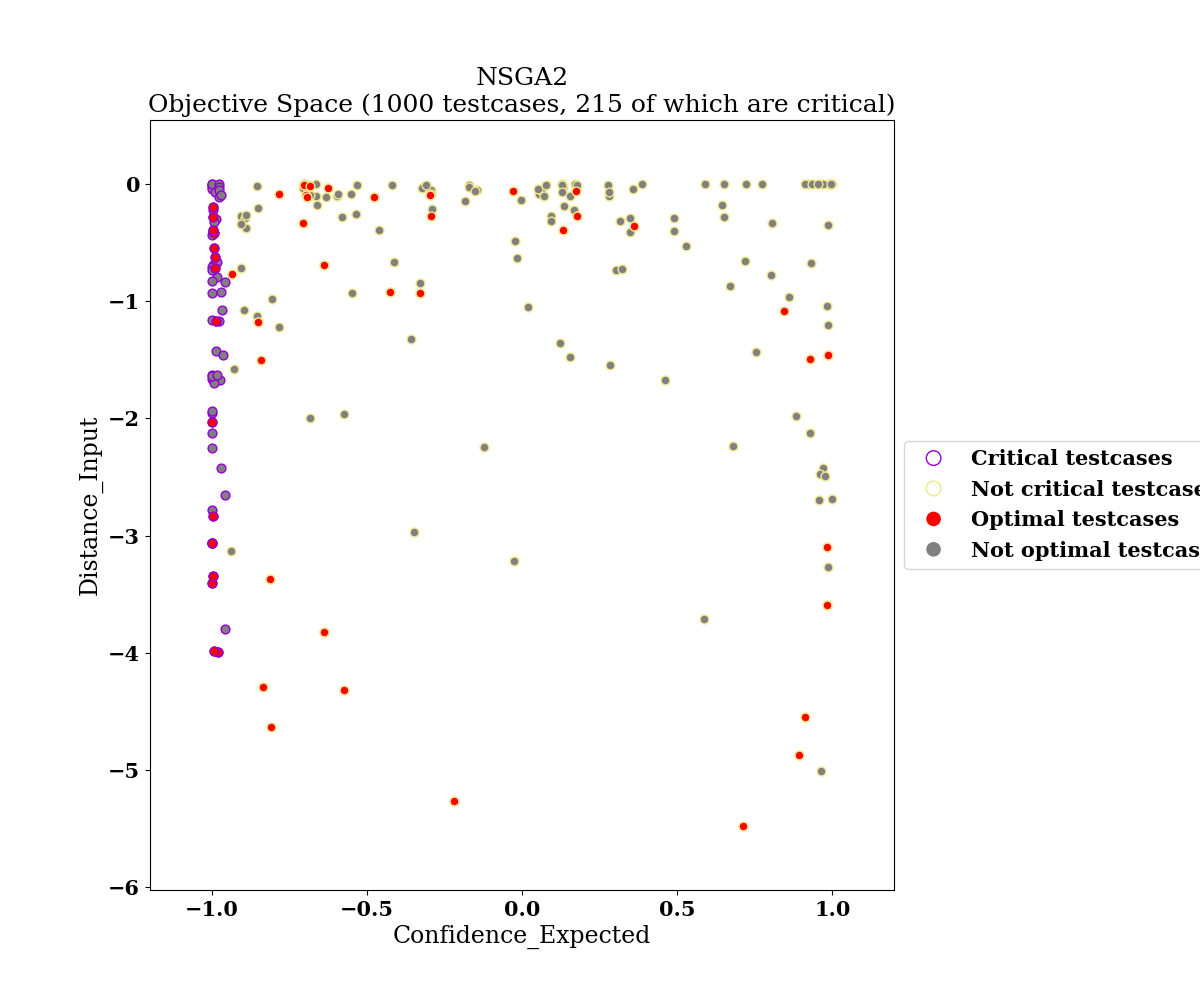 NSGA2
Objective Space (1000 testcases, 215 of which are critical)
0
−1
−2
−3
−4
−5
−6
Distance_Input
−1.0 −0.5 0.0 0.5 1.0
Confidence_Expected
Critical testcases
Not critical testcase
Optimal testcases
Not optimal testcas